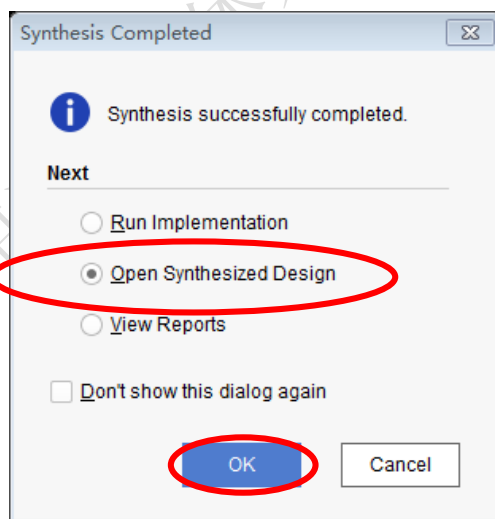 Synthesis Completed
Synthesis successfully completed.
Next
Run Implementation
Open Synthesized Design
View Reports
Don't show this dialog again
OK
Cancel